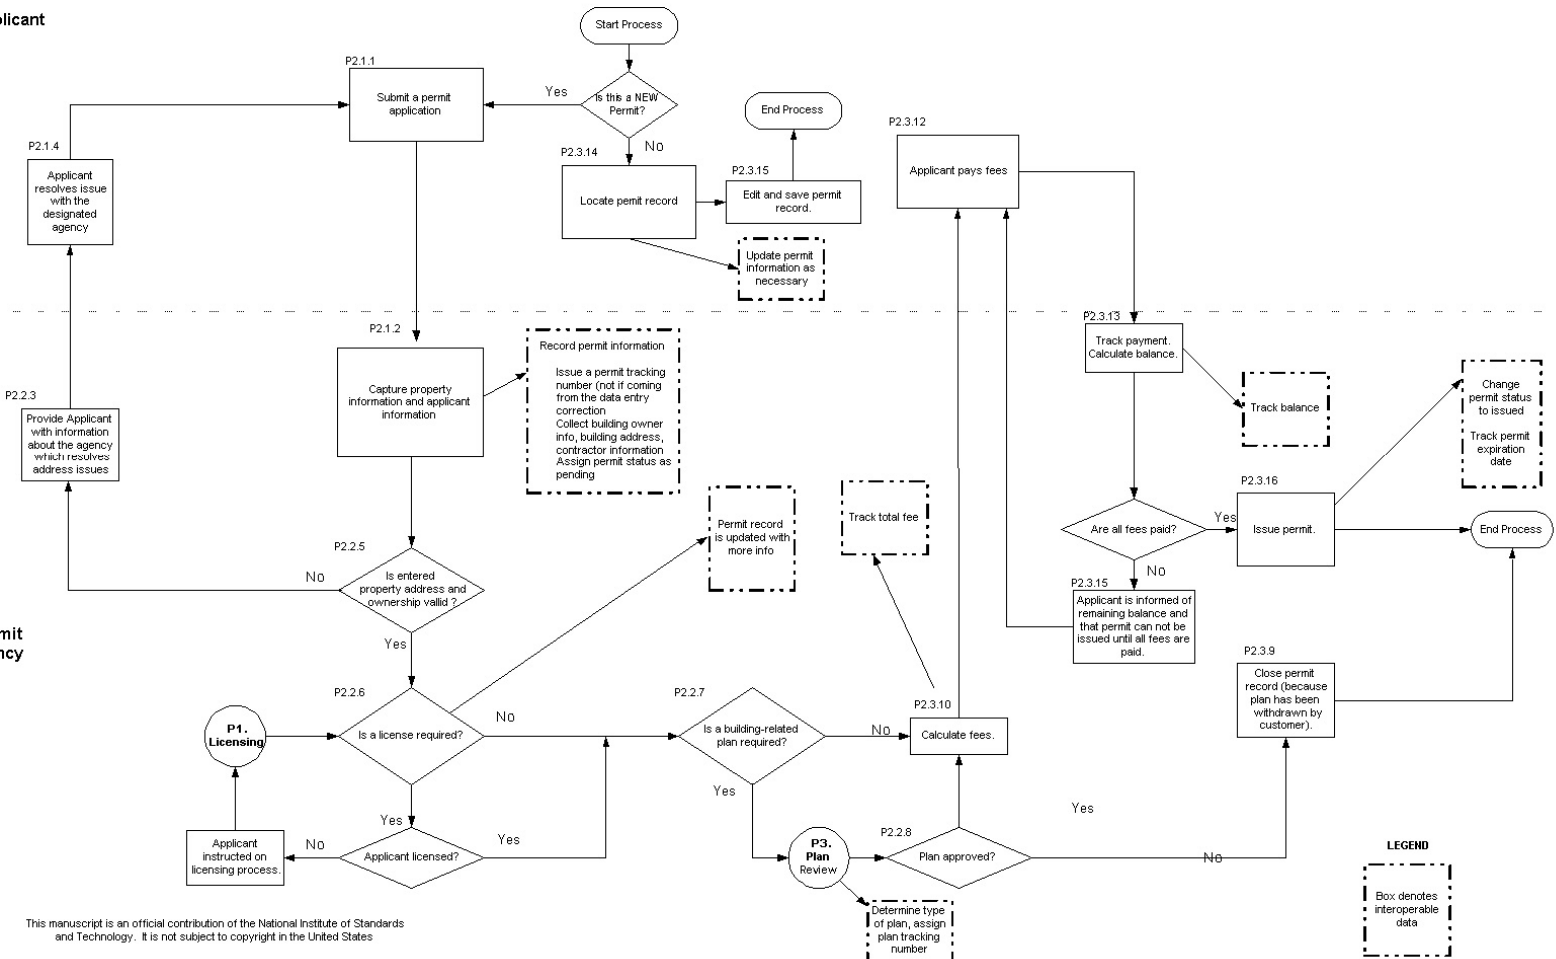 plicant
Start Process
P2.1.1
Submit a permit
application
Yes
Is this a NEW
Permit?
No
End Process
P2.3.12
Applicant pays fees
P2.1.4
Applicant
resolves issue
with the
designated
agency
P2.3.14
Locate pemit record
P2.3.15
Edit and save permit
record.
Update permit
information as
necessary
P2.1.2
Capture property
information and applicant
information
Record permit information
Issue a permit tracking
number (not if coming
from the data entry
correction
Collect building owner
info, building address,
contractor information
Assign permit status as
pending
P2.3.13
Track payment.
Calculate balance.
Track balance
Change
permit status
to issued
Track permit
expiration
date
P2.2.3
Provide Applicant
with information
about the agency
which resolves
address issues
Permit record
is updated with
more info
Track total fee
Are all fees paid?
Yes
P2.3.16
Issue permit.
End Process
No
P2.3.15
Applicant is informed of
remaining balance and
that permit can not be
issued until all fees are
paid.
P2.2.5
Is entered
property address and
ownership vallid ?
No
Yes
mit
ncy
P2.3.9
Close permit
record (because
plan has been
withdrawn by
customer).
P1.
Licensing
P2.2.6
Is a license required?
No
P2.2.7
Is a building-related
plan required?
No
P2.3.10
Calculate fees.
Yes
Yes
Yes
Applicant
instructed on
licensing process.
No
Applicant licensed?
Yes
P3.
Plan
Review
P2.2.8
Plan approved?
No
Determine type
of plan, assign
plan tracking
number
LEGEND
Box denotes
interoperable
data
This manuscript is an official contribution of the National Institute of Standards
and Technology. It is not subject to copyright in the United States